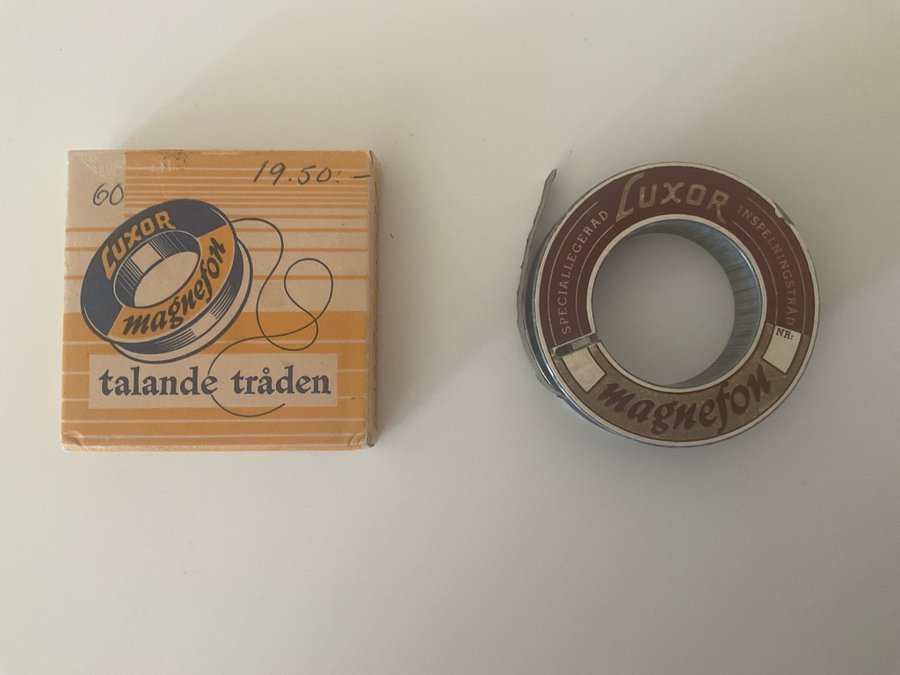 60
19.50:-
LUXOR
magnefon
talande tråden
SPECIALLEGERAD
LUXOR
INSPELNINGSTRÅD
NR:
magnefon